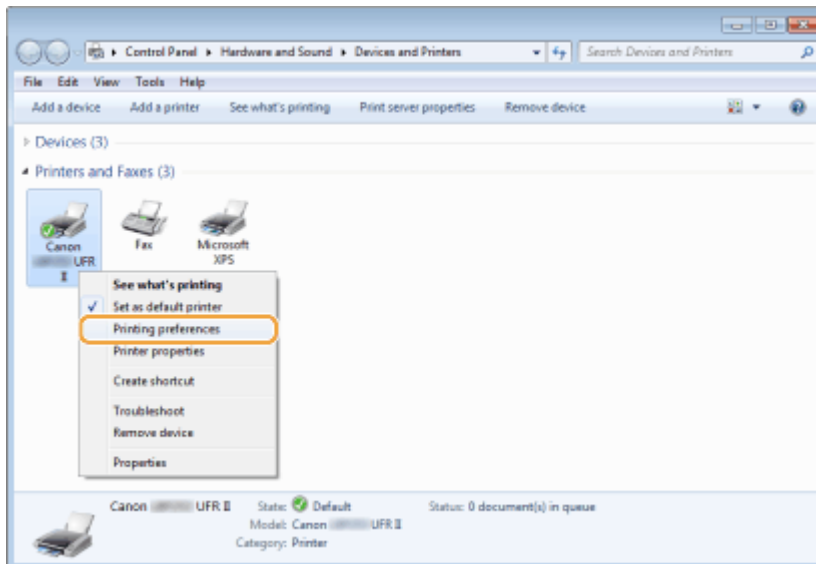 Control Panel Hardware and Sound Devices and Printers Search Devices and Printers
File Edit View Tools Help
Add a device Add a printer See what's printing Print server properties Remove device
Devices (3)
Printers and Faxes (3)
Canon UFR II
Fax
Microsoft XPS
See what's printing
Set as default printer
Printing preferences
Printer properties
Create shortcut
Troubleshoot
Remove device
Properties
Canon UFR II State: Default Status: 0 document(s) in queue
Model: Canon UFR II
Category: Printer